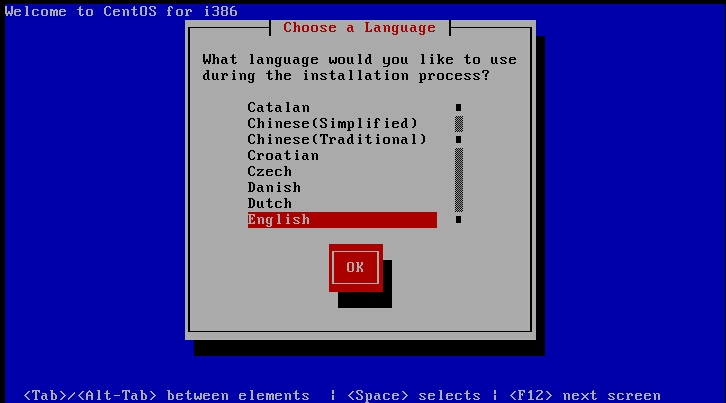 Welcome to CentOS for i386
Choose a Language
What language would you like to use
during the installation process?
Catalan
Chinese(Simplified)
Chinese(Traditional)
Croatian
Czech
Danish
Dutch
English
OK
<Tab>/<Alt-Tab> between elements | <Space> selects | <F12> next screen